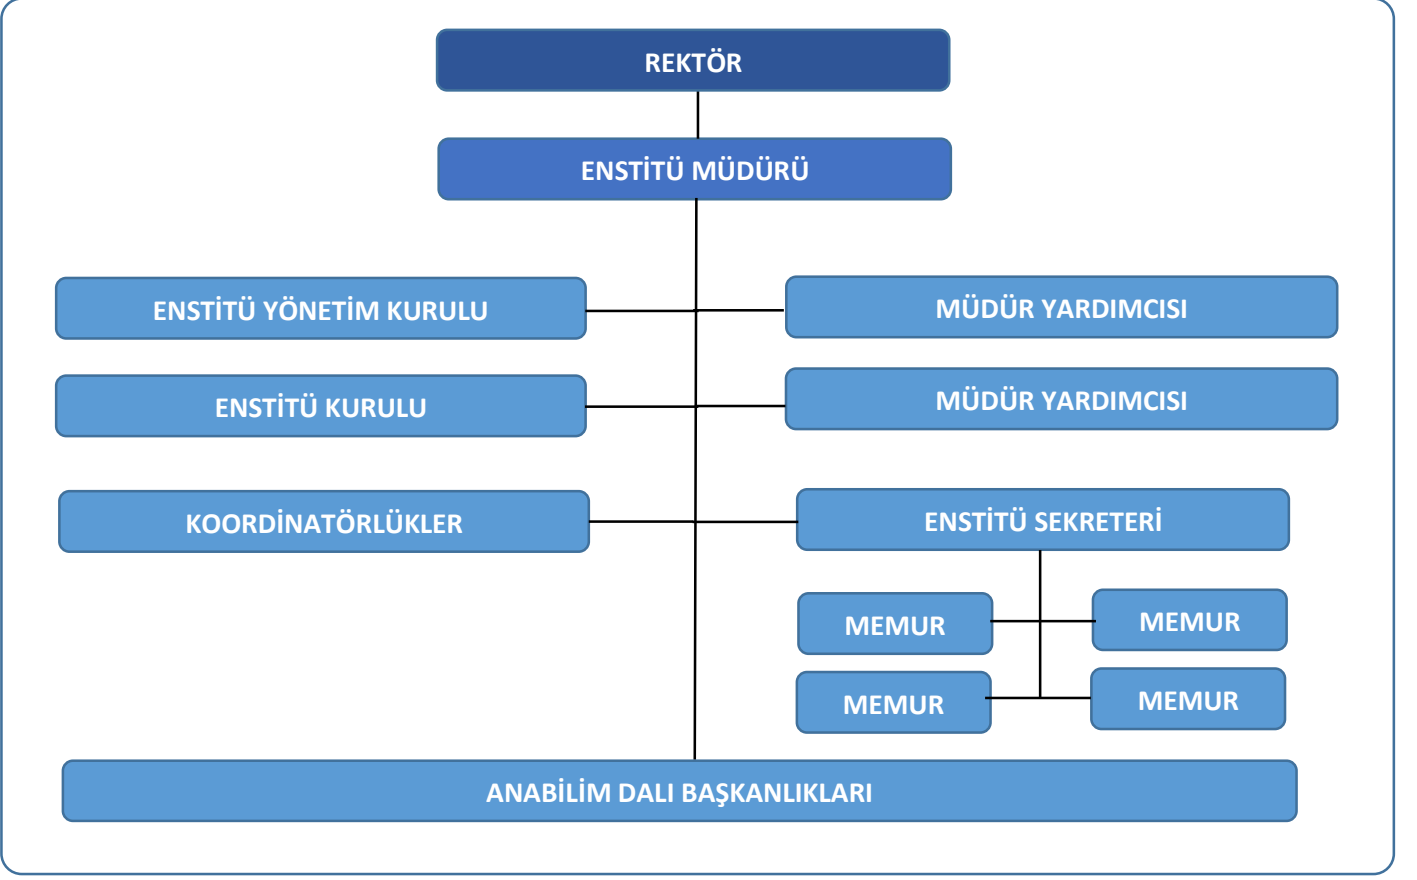 REKTÖR
ENSTİTÜ MÜDÜRÜ
ENSTİTÜ YÖNETİM KURULU
MÜDÜR YARDIMCISI
ENSTİTÜ KURULU
MÜDÜR YARDIMCISI
KOORDİNATÖRLÜKLER
ENSTİTÜ SEKRETERİ
MEMUR
MEMUR
MEMUR
MEMUR
ANABİLİM DALI BAŞKANLIKLARI